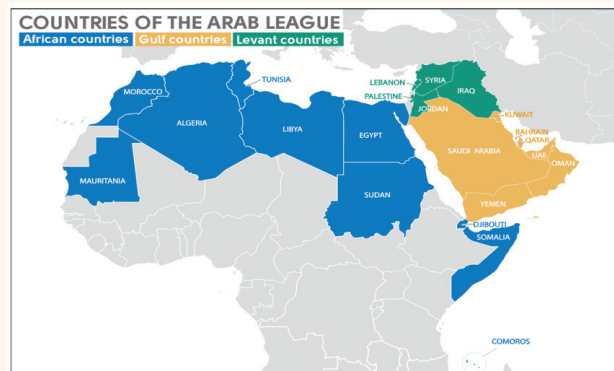 COUNTRIES OF THE ARAB LEAGUE
African countries Gulf countries Levant countries
TUNISIA
LEBANON
SYRIA
MOROCCO
PALESTINE
IRAQ
JORDAN
ALGERIA
LIBYA
EGYPT
KUWAIT
BAHRAIN
QATAR
SAUDI ARABIA
UAE
OMAN
MAURITANIA
SUDAN
YEMEN
DJIBOUTI
SOMALIA
COMOROS